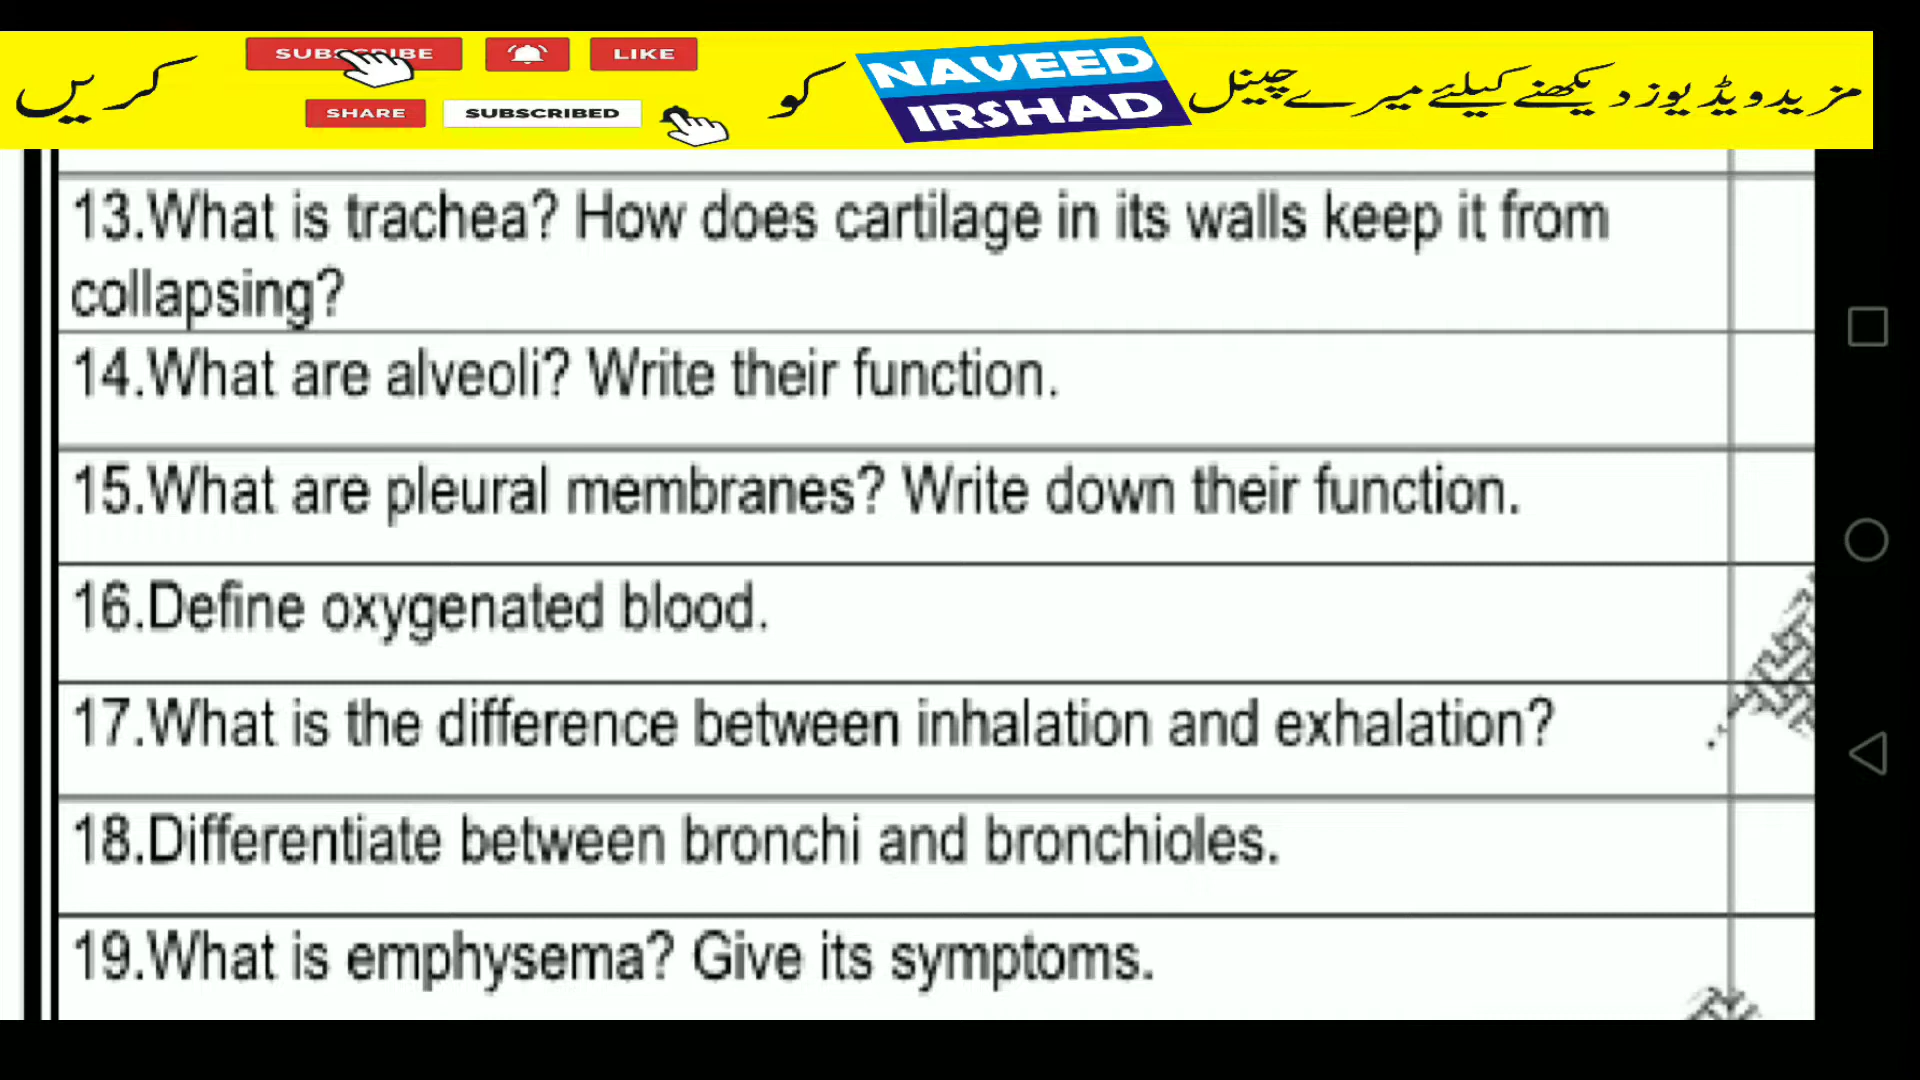 مزید ویڈیوز دیکھنے کیلئے میرے چینل NAVEED IRSHAD کو SUBSCRIBE LIKE SHARE SUBSCRIBED کریں
13.What is trachea? How does cartilage in its walls keep it from
collapsing?
14.What are alveoli? Write their function.
15.What are pleural membranes? Write down their function.
16.Define oxygenated blood.
17.What is the difference between inhalation and exhalation?
18.Differentiate between bronchi and bronchioles.
19.What is emphysema? Give its symptoms.